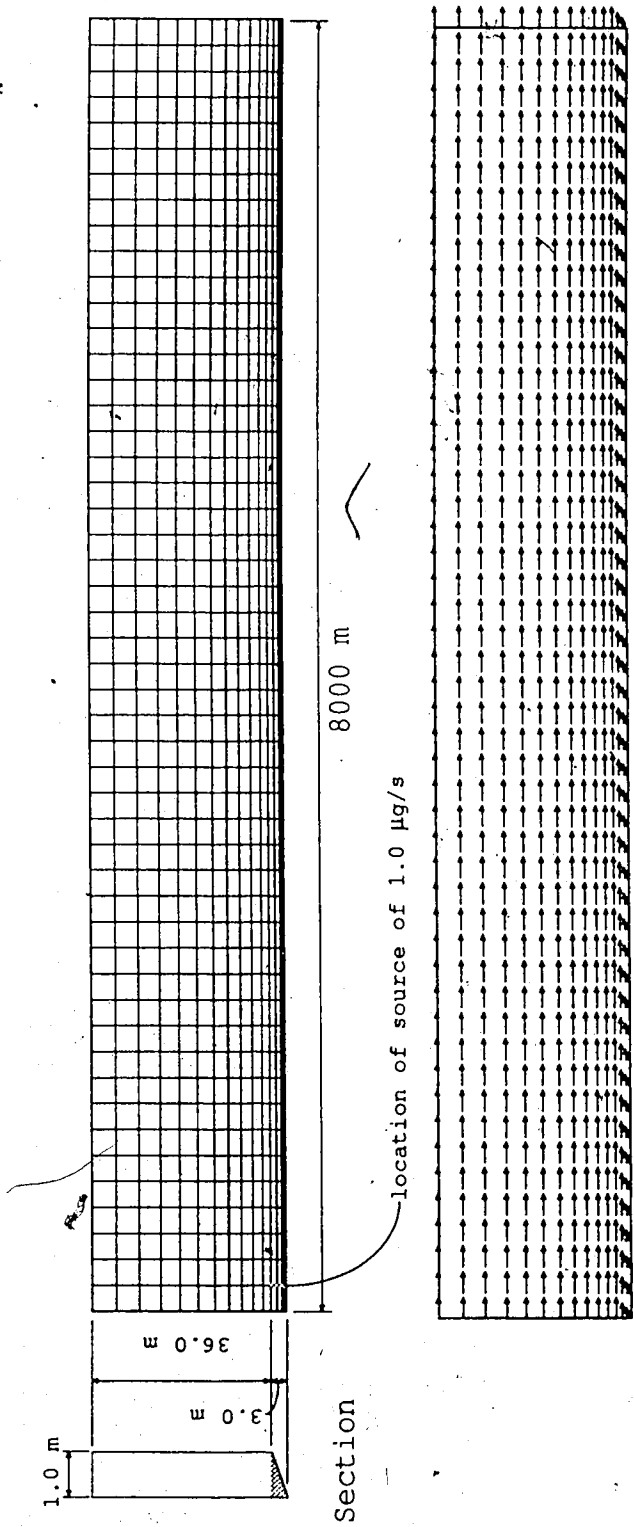 8000 m
location of source of 1.0 μg/s
36.0 m
3.0 m
1.0 m
Section